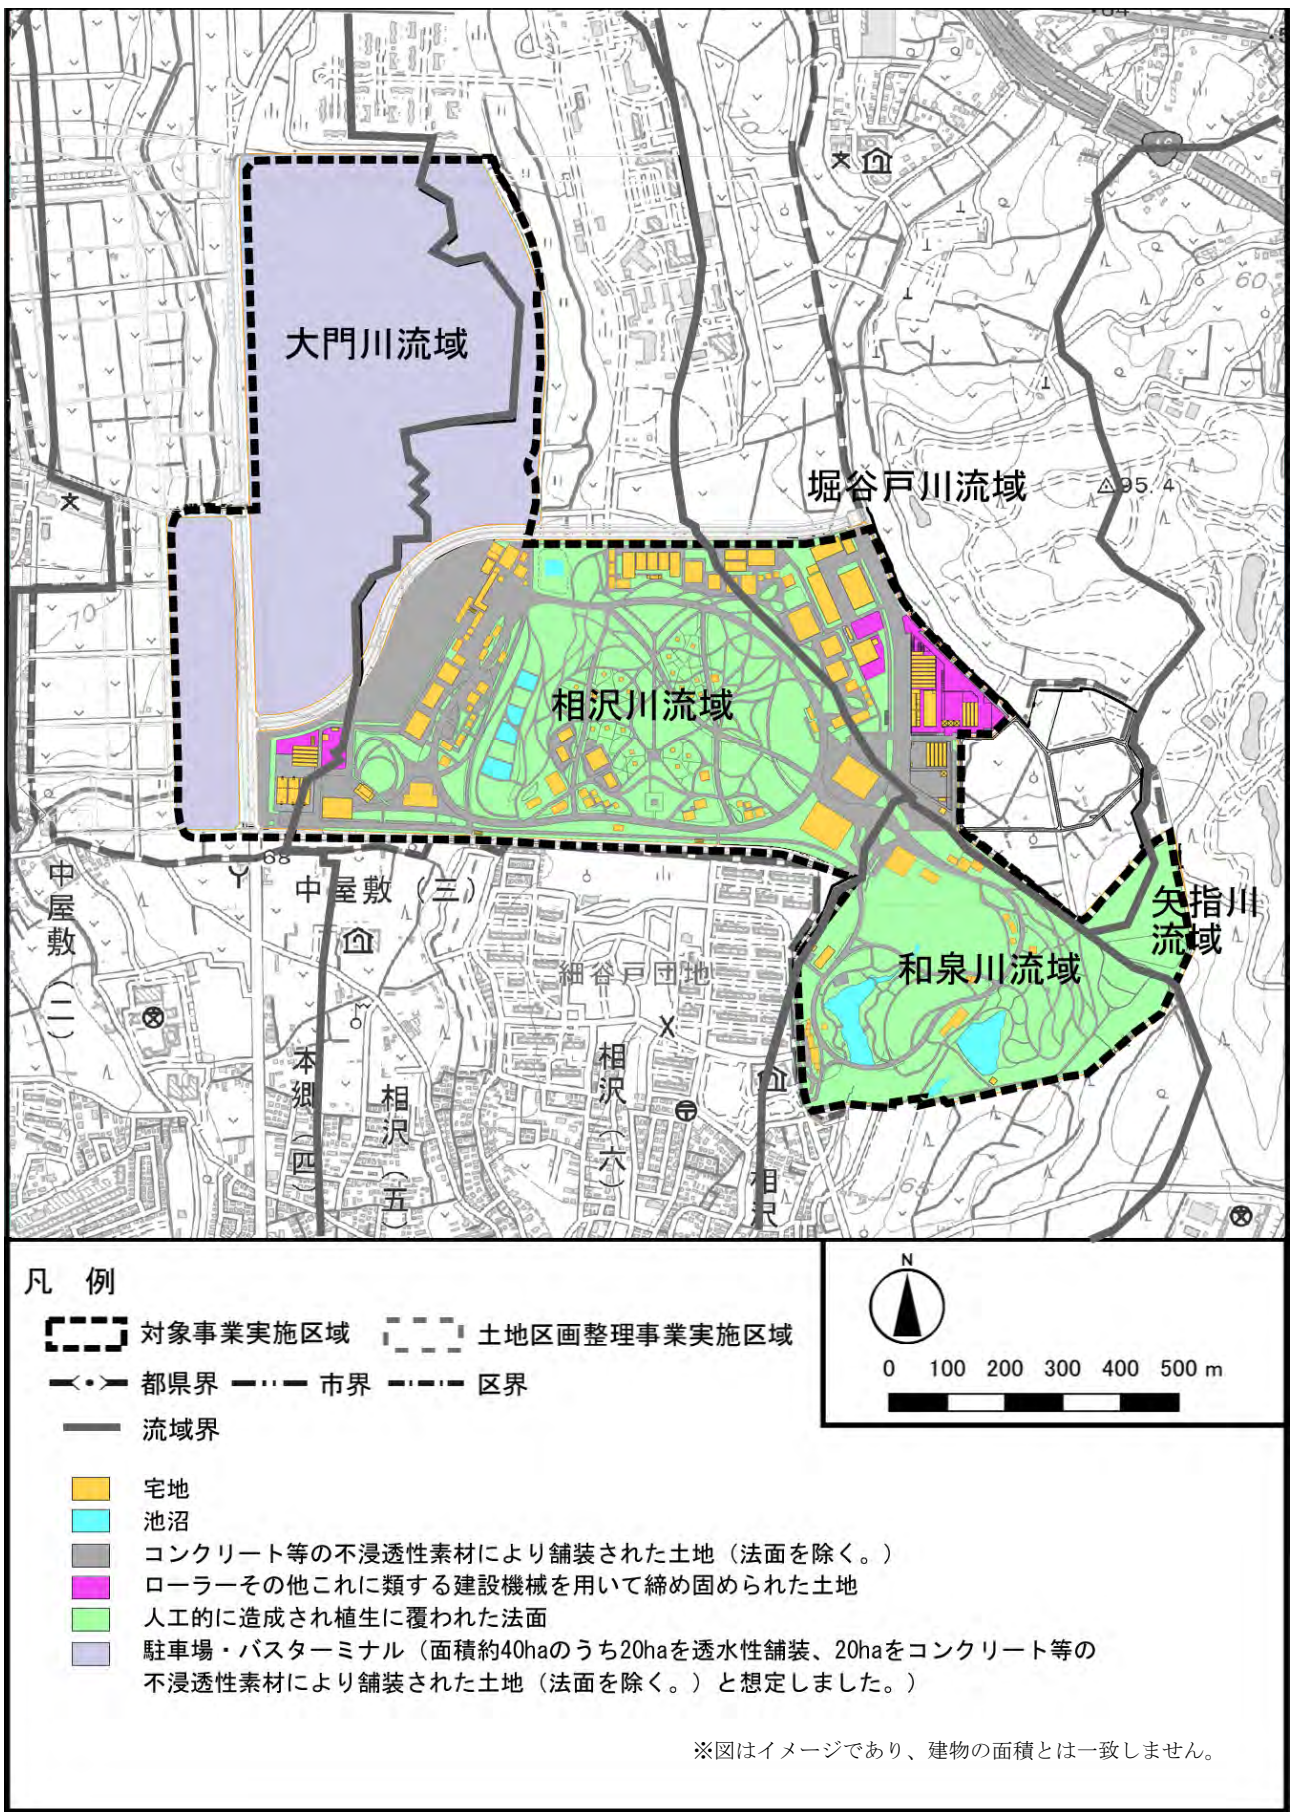 大門川流域
堀谷戸川流域
95.4
60
70
相沢川流域
68
中屋敷（三）
中屋敷（二）
矢指川
流域
和泉川流域
細谷戸団地
本郷（四）
相沢（五）
相沢（六）
相沢
凡　例
対象事業実施区域
土地区画整理事業実施区域
都県界
市界
区界
流域界
N
0 100 200 300 400 500 m
宅地
池沼
コンクリート等の不浸透性素材により舗装された土地（法面を除く。）
ローラーその他これに類する建設機械を用いて締め固められた土地
人工的に造成され植生に覆われた法面
駐車場・バスターミナル（面積約40haのうち20haを透水性舗装、20haをコンクリート等の
不浸透性素材により舗装された土地（法面を除く。）と想定しました。）
※図はイメージであり、建物の面積とは一致しません。